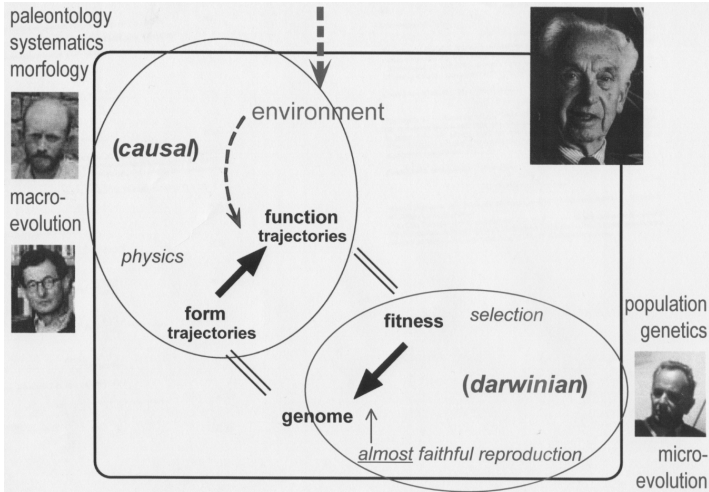 paleontology
systematics
morfology
macro-
evolution
environment
(causal)
function
trajectories
physics
form
trajectories
fitness
selection
(darwinian)
genome
almost faithful reproduction
population
genetics
micro-
evolution